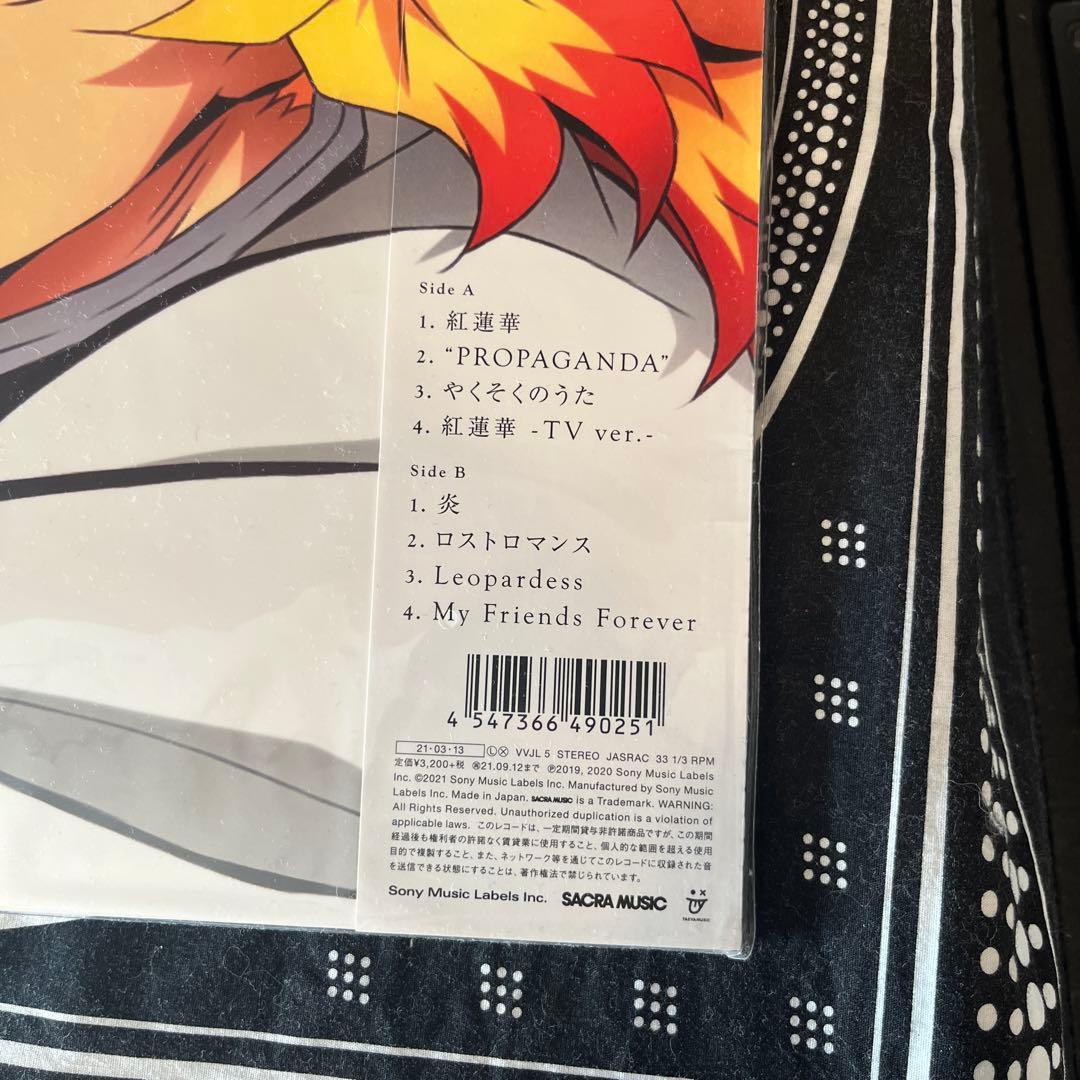 Side A
1. 紅蓮華
2. “PROPAGANDA”
3. やくそくのうた
4. 紅蓮華 -TV ver.-
Side B
1. 炎
2. ロストロマンス
3. Leopardess
4. My Friends Forever
4 547366 490251
21・03・13 Ⓛ Ⓧ VVJL 5 STEREO JASRAC 33 1/3 RPM
定価¥3,200+税 ㊢21.09.12まで Ⓟ2019, 2020 Sony Music Labels
Inc. ©2021 Sony Music Labels Inc. Manufactured by Sony Music
Labels Inc. Made in Japan. SACRA MUSIC is a Trademark. WARNING:
All Rights Reserved. Unauthorized duplication is a violation of
applicable laws. このレコードは、一定期間貸与非許諾商品ですが、この期間
経過後も権利者の許諾なく賃貸業に使用すること、個人的な範囲を超える使用
目的で複製すること、また、ネットワーク等を通じてこのレコードに収録された音
を送信できる状態にすることは、著作権法で禁じられています。
Sony Music Labels Inc. SACRA MUSIC